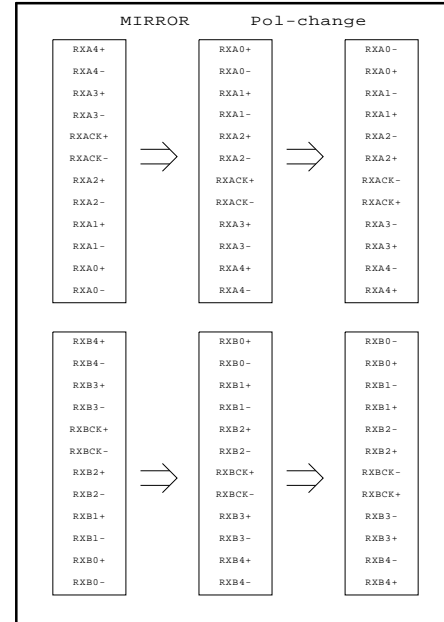 MIRROR Pol-change
RXA4+ RXA0+ RXA0-
RXA4- RXA0- RXA0+
RXA3+ RXA1+ RXA1-
RXA3- RXA1- RXA1+
RXACK+ RXA2+ RXA2-
RXACK- RXA2- RXA2+
RXA2+ RXACK+ RXACK-
RXA2- RXACK- RXACK+
RXA1+ RXA3+ RXA3-
RXA1- RXA3- RXA3+
RXA0+ RXA4+ RXA4-
RXA0- RXA4- RXA4+
RXB4+ RXB0+ RXB0-
RXB4- RXB0- RXB0+
RXB3+ RXB1+ RXB1-
RXB3- RXB1- RXB1+
RXBCK+ RXB2+ RXB2-
RXBCK- RXB2- RXB2+
RXB2+ RXBCK+ RXBCK-
RXB2- RXBCK- RXBCK+
RXB1+ RXB3+ RXB3-
RXB1- RXB3- RXB3+
RXB0+ RXB4+ RXB4-
RXB0- RXB4- RXB4+